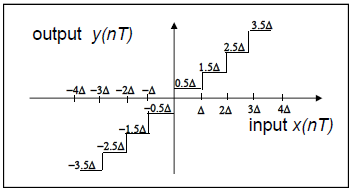 output y(nT)
3.5Δ
2.5Δ
1.5Δ
0.5Δ
-4Δ -3Δ -2Δ -Δ
-0.5Δ
Δ 2Δ 3Δ 4Δ
input x(nT)
-1.5Δ
-2.5Δ
-3.5Δ